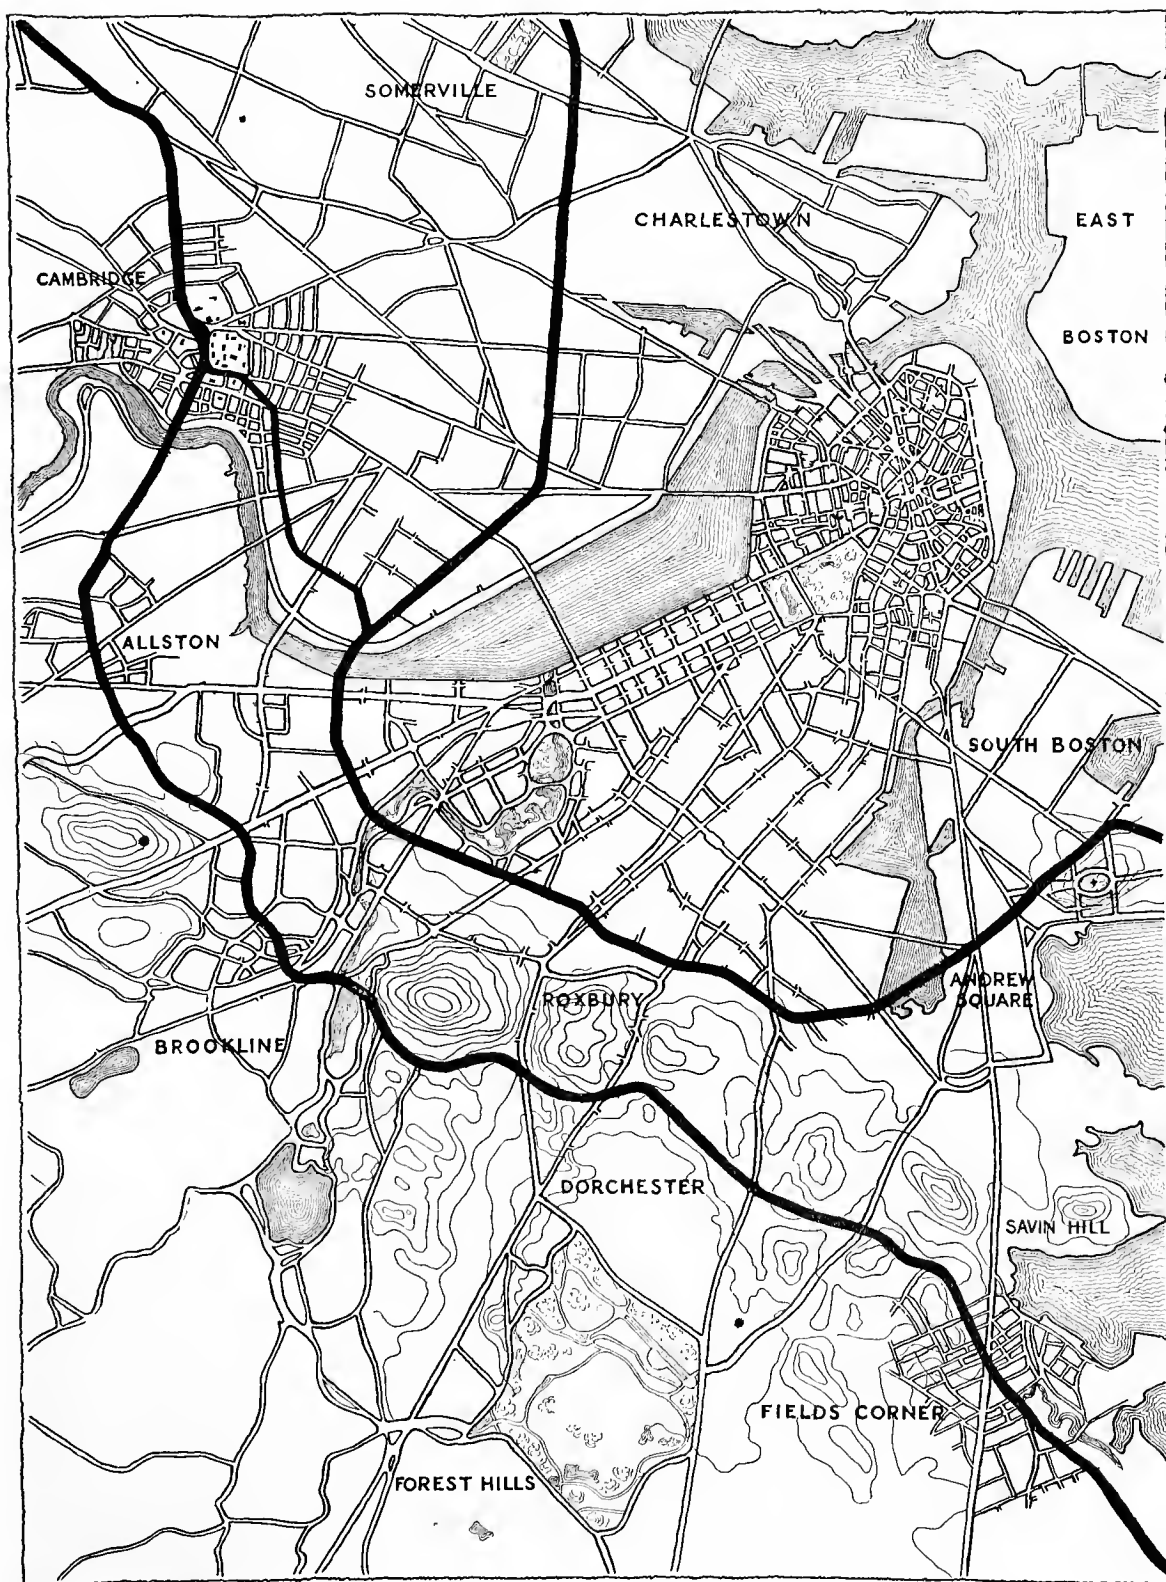 SOMERVILLE
CHARLESTOWN
EAST
CAMBRIDGE
BOSTON
ALLSTON
SOUTH BOSTON
ROXBURY
ANDREW
SQUARE
BROOKLINE
DORCHESTER
SAVIN HILL
FIELDS CORNER
FOREST HILLS